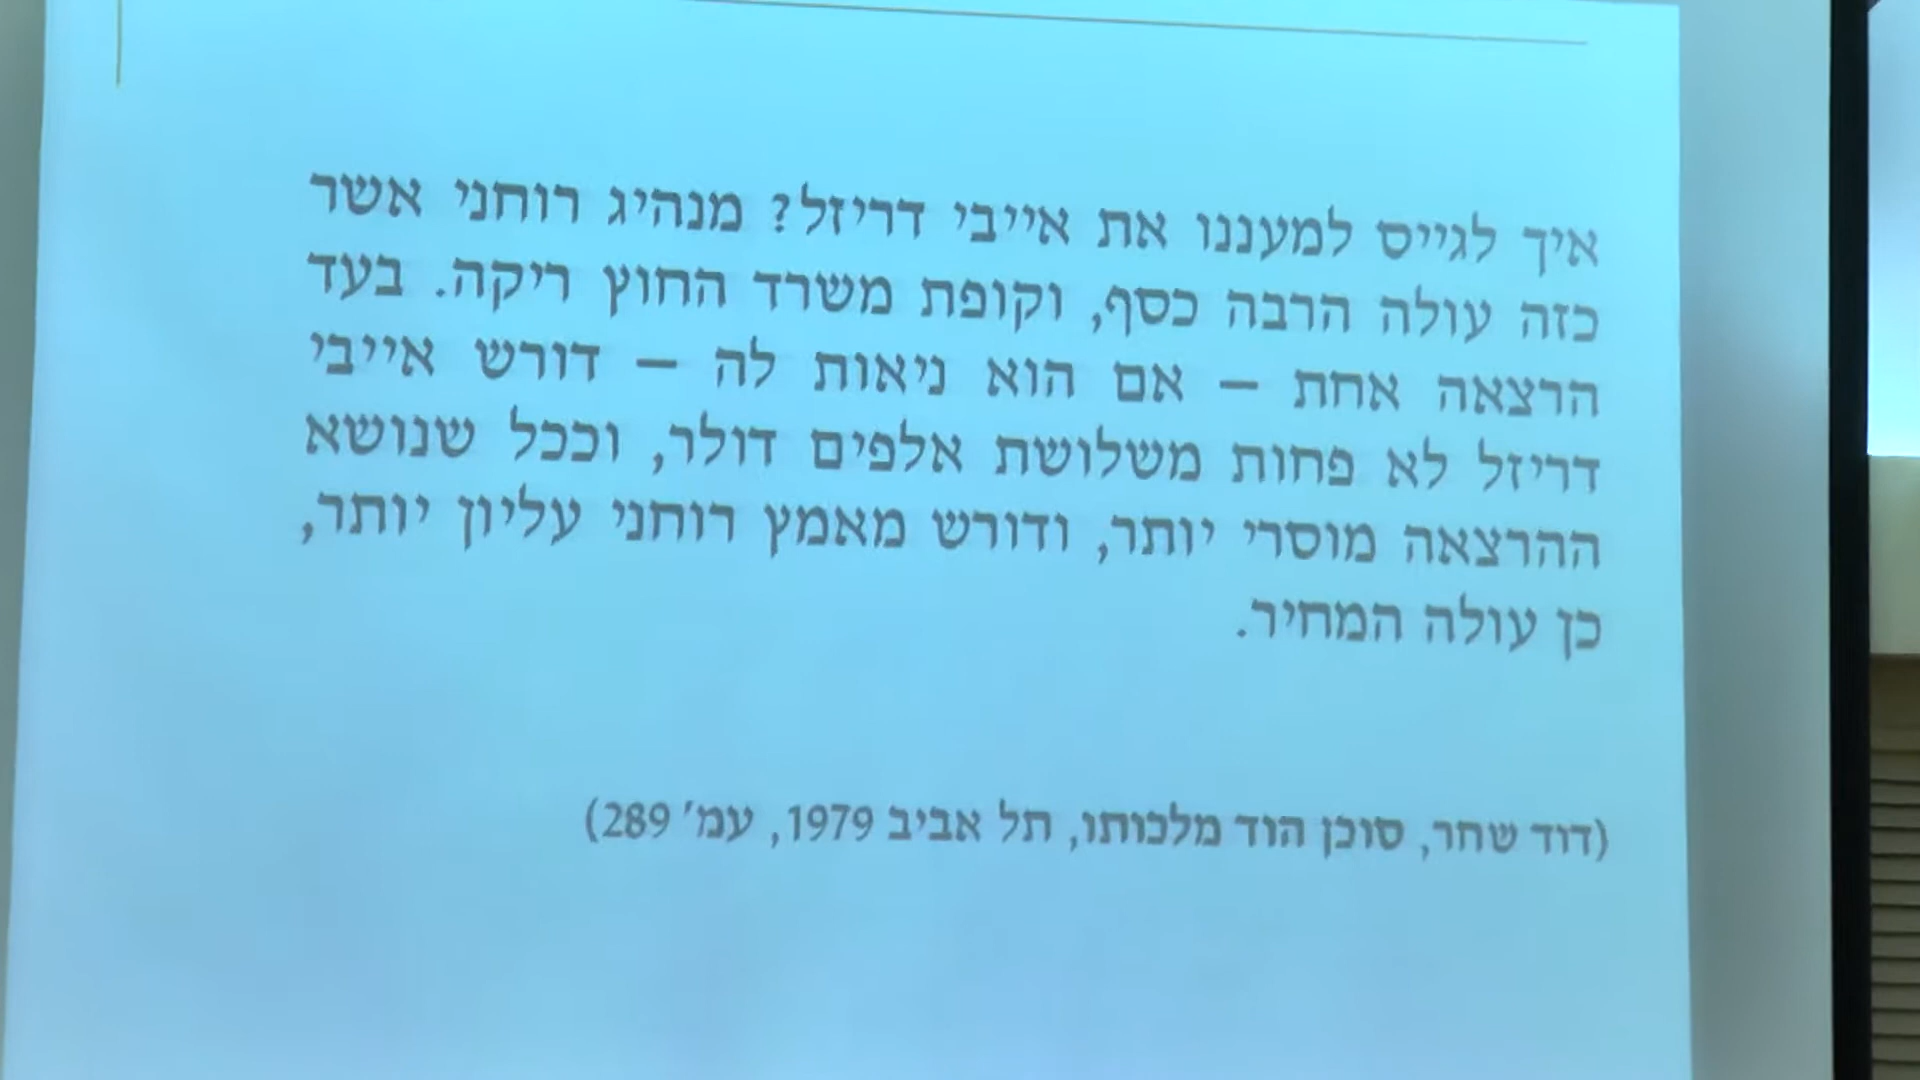 איך לגייס למעננו את אייבי דריזל? מנהיג רוחני אשר
כזה עולה הרבה כסף, וקופת משרד החוץ ריקה. בעד
הרצאה אחת – אם הוא ניאות לה – דורש אייבי
דריזל לא פחות משלושת אלפים דולר, וככל שנושא
ההרצאה מוסרי יותר, ודורש מאמץ רוחני עליון יותר,
כן עולה המחיר.
(דוד שחר, סוכן הוד מלכותו, תל אביב 1979, עמ' 289)